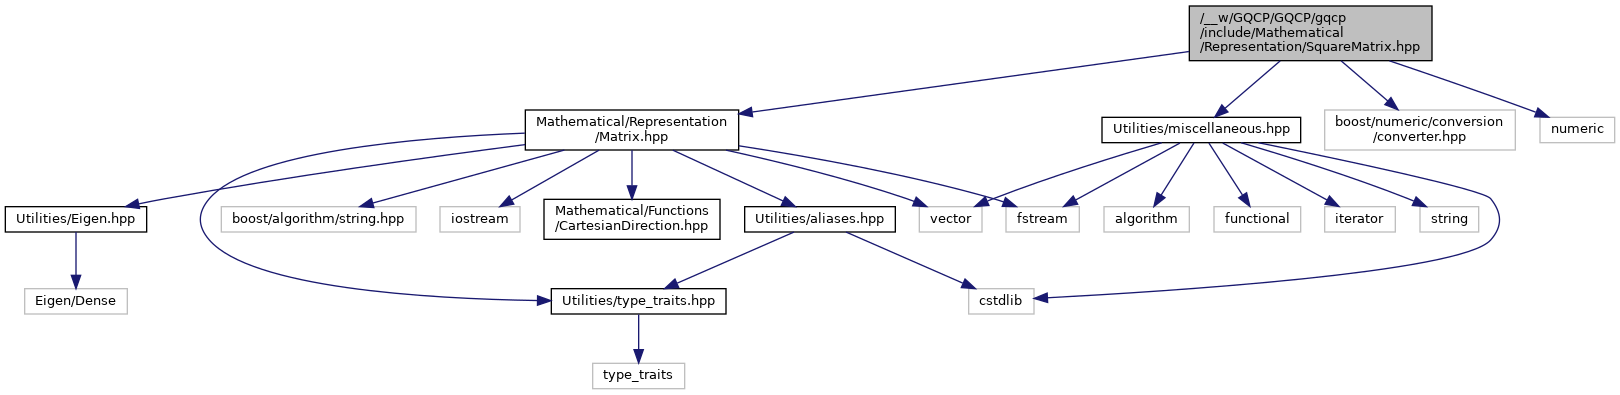 /__w/GQCP/GQCP/gqcp
/include/Mathematical
/Representation/SquareMatrix.hpp
Mathematical/Representation
/Matrix.hpp
Utilities/miscellaneous.hpp
boost/numeric/conversion
/converter.hpp
numeric
Utilities/Eigen.hpp
boost/algorithm/string.hpp
iostream
Mathematical/Functions
/CartesianDirection.hpp
Utilities/aliases.hpp
vector
fstream
algorithm
functional
iterator
string
Eigen/Dense
Utilities/type_traits.hpp
cstdlib
type_traits